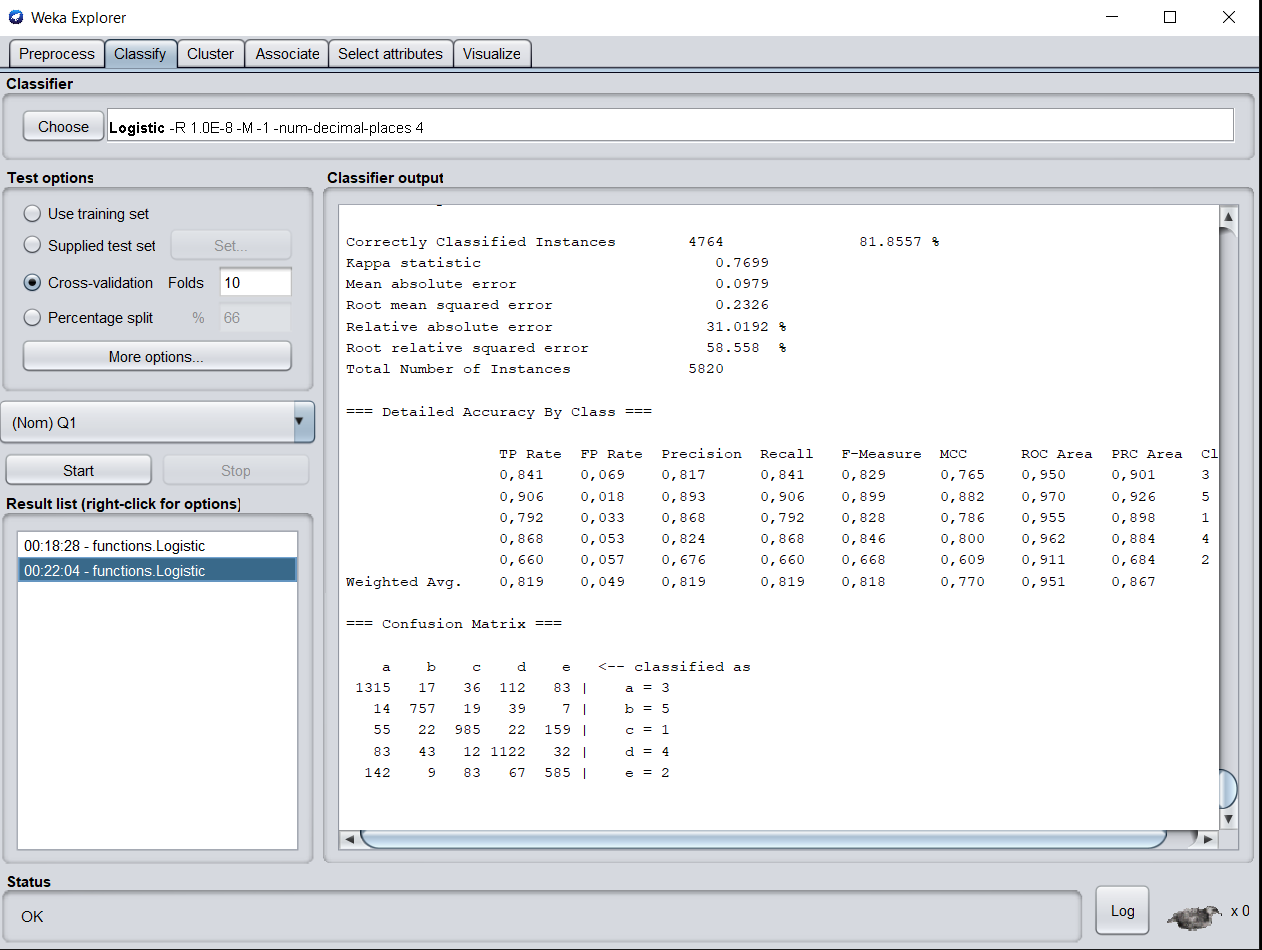 Weka Explorer
Preprocess Classify Cluster Associate Select attributes Visualize
Classifier
Choose Logistic -R 1.0E-8 -M -1 -num-decimal-places 4
Test options
Use training set
Supplied test set Set...
Cross-validation Folds 10
Percentage split % 66
More options...
(Nom) Q1
Start Stop
Result list (right-click for options)
00:18:28 - functions.Logistic
00:22:04 - functions.Logistic
Classifier output
Correctly Classified Instances 4764 81.8557 %
Kappa statistic 0.7699
Mean absolute error 0.0979
Root mean squared error 0.2326
Relative absolute error 31.0192 %
Root relative squared error 58.558 %
Total Number of Instances 5820
=== Detailed Accuracy By Class ===
TP Rate FP Rate Precision Recall F-Measure MCC ROC Area PRC Area Cl
0,841 0,069 0,817 0,841 0,829 0,765 0,950 0,901 3
0,906 0,018 0,893 0,906 0,899 0,882 0,970 0,926 5
0,792 0,033 0,868 0,792 0,828 0,786 0,955 0,898 1
0,868 0,053 0,824 0,868 0,846 0,800 0,962 0,884 4
0,660 0,057 0,676 0,660 0,668 0,609 0,911 0,684 2
Weighted Avg. 0,819 0,049 0,819 0,819 0,818 0,770 0,951 0,867
=== Confusion Matrix ===
a b c d e <-- classified as
1315 17 36 112 83 | a = 3
14 757 19 39 7 | b = 5
55 22 985 22 159 | c = 1
83 43 12 1122 32 | d = 4
142 9 83 67 585 | e = 2
Status
OK
Log x 0